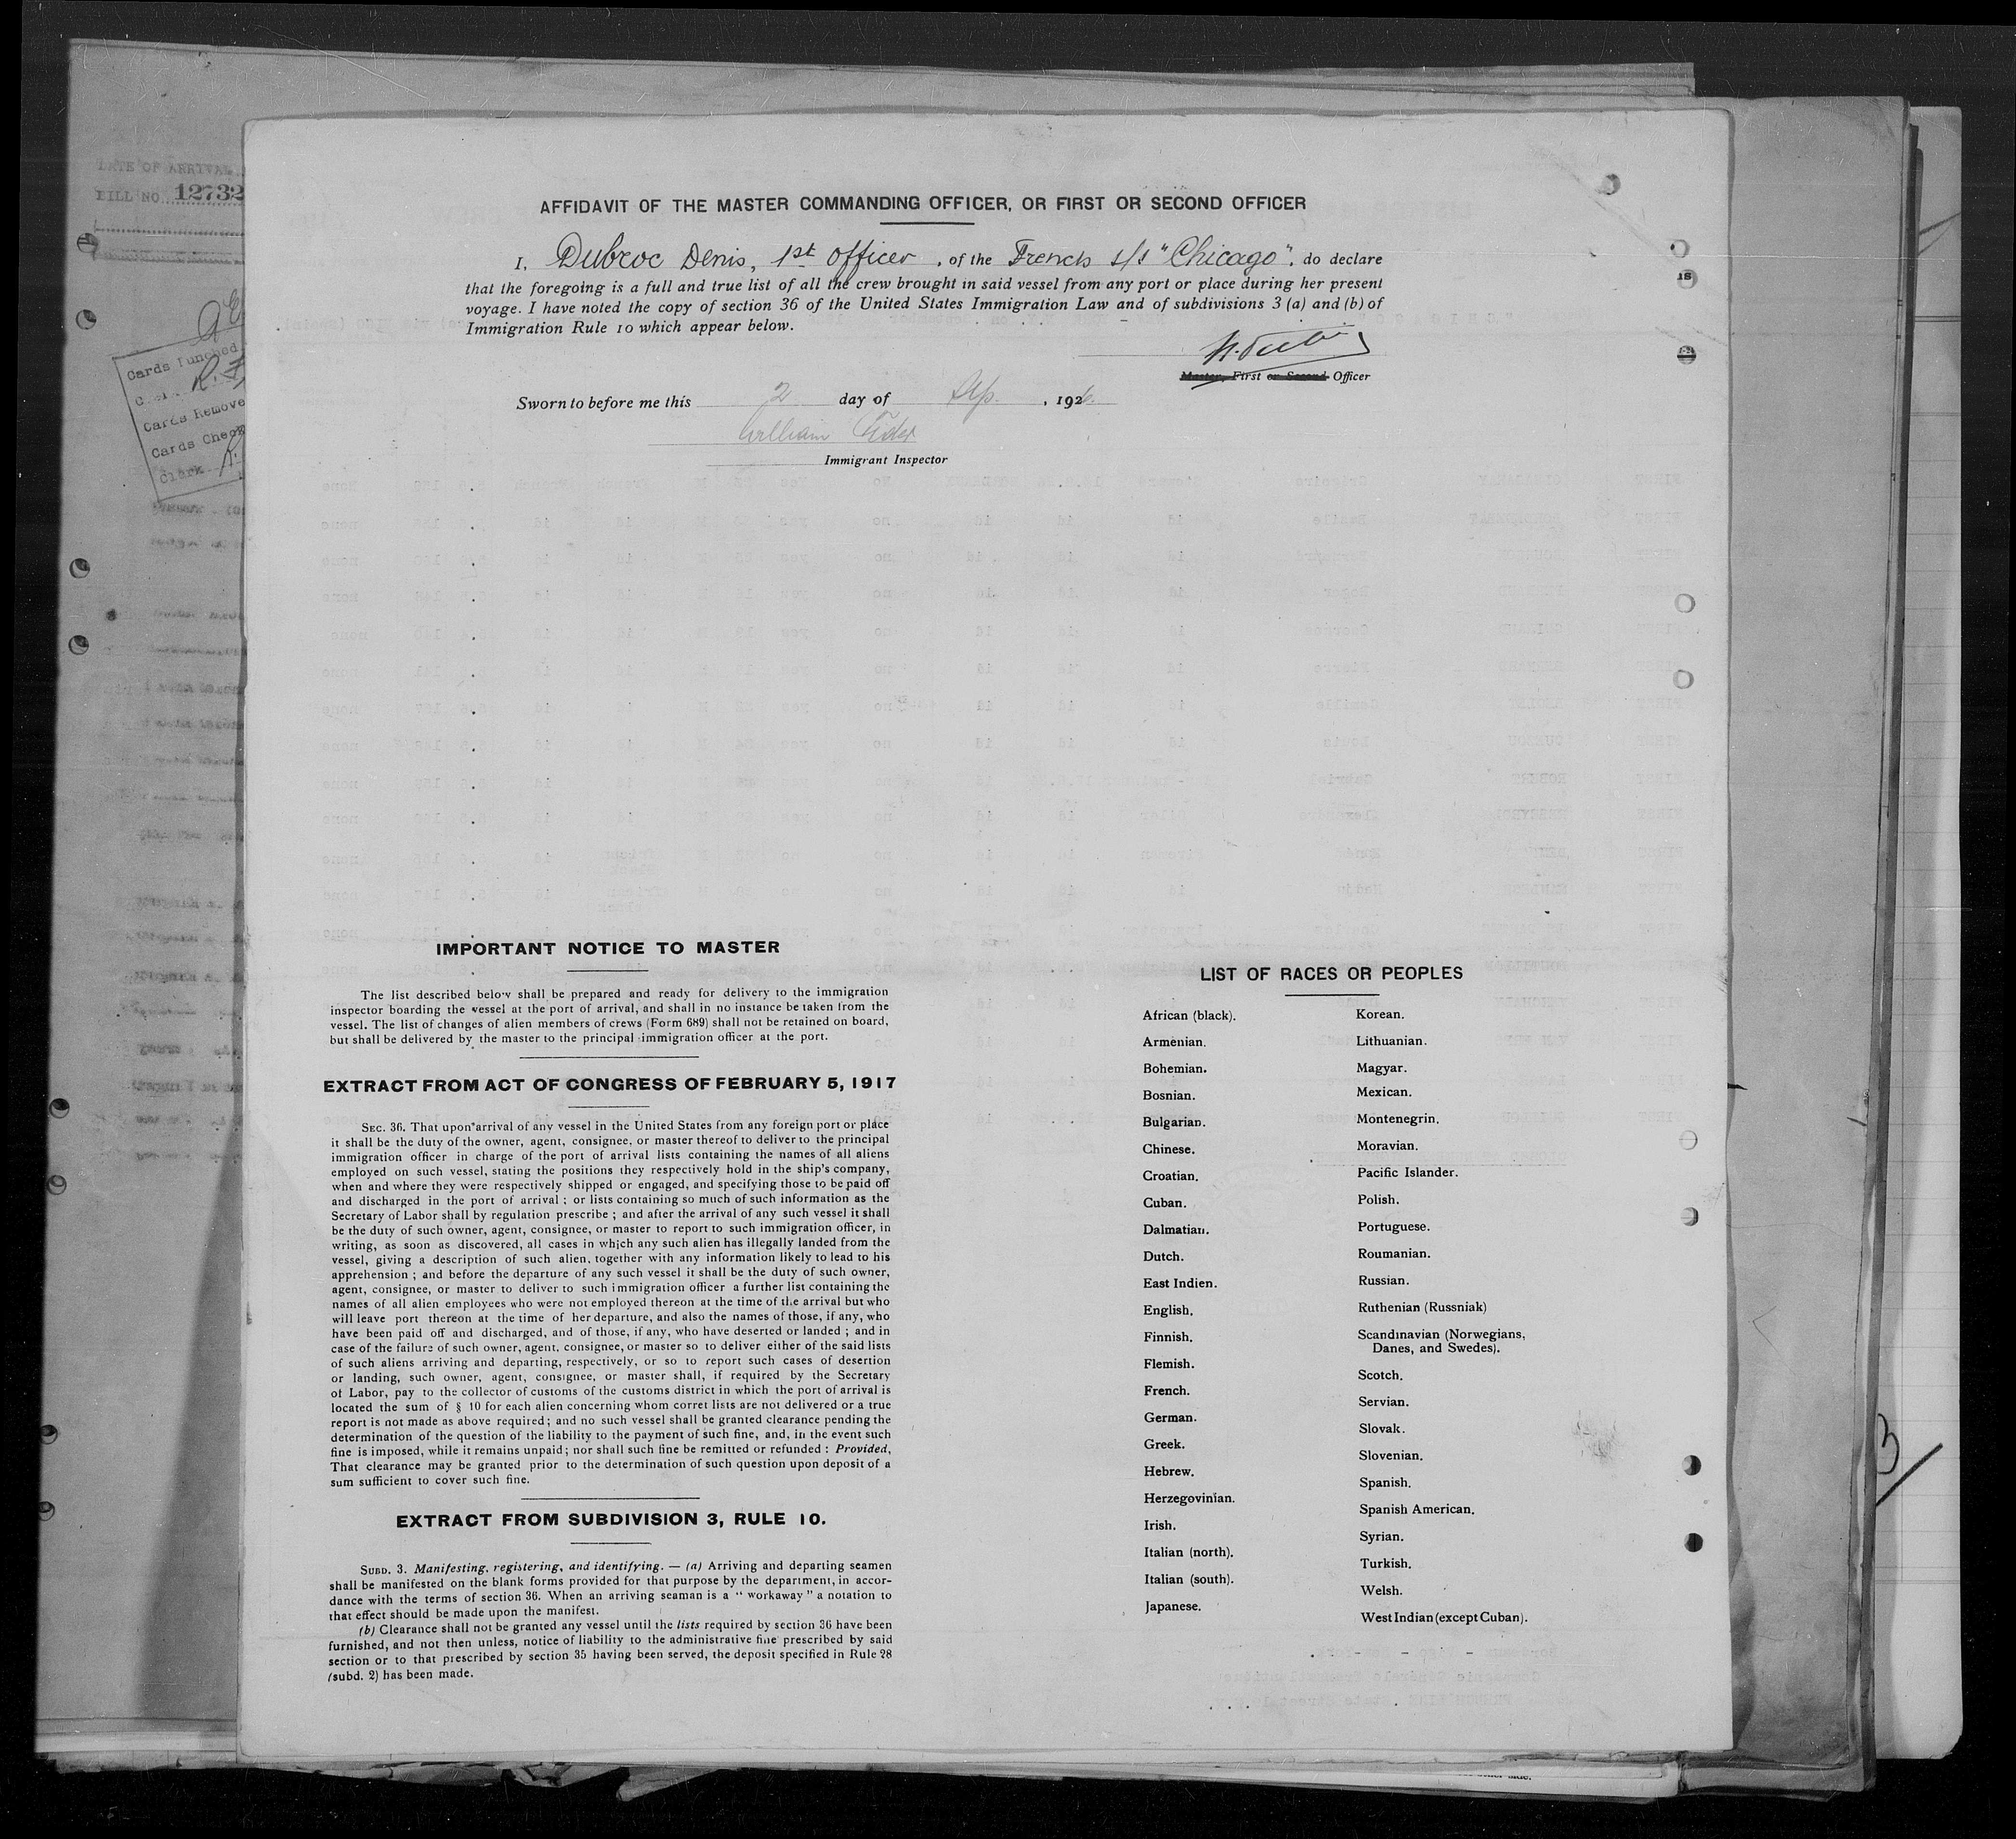 DATE OF ARRIVAL
BILL NO. 12732
Cards Punched
Cards Remove
Cards Check
Clerk
AFFIDAVIT OF THE MASTER COMMANDING OFFICER, OR FIRST OR SECOND OFFICER
I, Dubroc Denis, 1st officer, of the French s/s "Chicago", do declare
that the foregoing is a full and true list of all the crew brought in said vessel from any port or place during her present
voyage. I have noted the copy of section 36 of the United States Immigration Law and of subdivisions 3 (a) and (b) of
Immigration Rule 10 which appear below.
Master, First or Second Officer
Sworn to before me this 2 day of Sep. , 1926.
William
Immigrant Inspector
IMPORTANT NOTICE TO MASTER
The list described below shall be prepared and ready for delivery to the immigration
inspector boarding the vessel at the port of arrival, and shall in no instance be taken from the
vessel. The list of changes of alien members of crews (Form 689) shall not be retained on board,
but shall be delivered by the master to the principal immigration officer at the port.
EXTRACT FROM ACT OF CONGRESS OF FEBRUARY 5, 1917
SEC. 36. That upon arrival of any vessel in the United States from any foreign port or place
it shall be the duty of the owner, agent, consignee, or master thereof to deliver to the principal
immigration officer in charge of the port of arrival lists containing the names of all aliens
employed on such vessel, stating the positions they respectively hold in the ship's company,
when and where they were respectively shipped or engaged, and specifying those to be paid off
and discharged in the port of arrival ; or lists containing so much of such information as the
Secretary of Labor shall by regulation prescribe ; and after the arrival of any such vessel it shall
be the duty of such owner, agent, consignee, or master to report to such immigration officer, in
writing, as soon as discovered, all cases in which any such alien has illegally landed from the
vessel, giving a description of such alien, together with any information likely to lead to his
apprehension ; and before the departure of any such vessel it shall be the duty of such owner,
agent, consignee, or master to deliver to such immigration officer a further list containing the
names of all alien employees who were not employed thereon at the time of the arrival but who
will leave port thereon at the time of her departure, and also the names of those, if any, who
have been paid off and discharged, and of those, if any, who have deserted or landed ; and in
case of the failure of such owner, agent, consignee, or master so to deliver either of the said lists
of such aliens arriving and departing, respectively, or so to report such cases of desertion
or landing, such owner, agent, consignee, or master shall, if required by the Secretary
of Labor, pay to the collector of customs of the customs district in which the port of arrival is
located the sum of § 10 for each alien concerning whom corret lists are not delivered or a true
report is not made as above required ; and no such vessel shall be granted clearance pending the
determination of the question of the liability to the payment of such fine, and, in the event such
fine is imposed, while it remains unpaid ; nor shall such fine be remitted or refunded : Provided,
That clearance may be granted prior to the determination of such question upon deposit of a
sum sufficient to cover such fine.
EXTRACT FROM SUBDIVISION 3, RULE 10.
SUBD. 3. Manifesting, registering, and identifying. — (a) Arriving and departing seamen
shall be manifested on the blank forms provided for that purpose by the department, in accor-
dance with the terms of section 36. When an arriving seaman is a " workaway " a notation to
that effect should be made upon the manifest.
(b) Clearance shall not be granted any vessel until the lists required by section 36 have been
furnished, and not then unless, notice of liability to the administrative fine prescribed by said
section or to that prescribed by section 35 having been served, the deposit specified in Rule 28
(subd. 2) has been made.
LIST OF RACES OR PEOPLES
African (black).
Armenian.
Bohemian.
Bosnian.
Bulgarian.
Chinese.
Croatian.
Cuban.
Dalmatian.
Dutch.
East Indien.
English.
Finnish.
Flemish.
French.
German.
Greek.
Hebrew.
Herzegovinian.
Irish.
Italian (north).
Italian (south).
Japanese.
Korean.
Lithuanian.
Magyar.
Mexican.
Montenegrin.
Moravian.
Pacific Islander.
Polish.
Portuguese.
Roumanian.
Russian.
Ruthenian (Russniak)
Scandinavian (Norwegians,
Danes, and Swedes).
Scotch.
Servian.
Slovak.
Slovenian.
Spanish.
Spanish American.
Syrian.
Turkish.
Welsh.
West Indian (except Cuban).
3